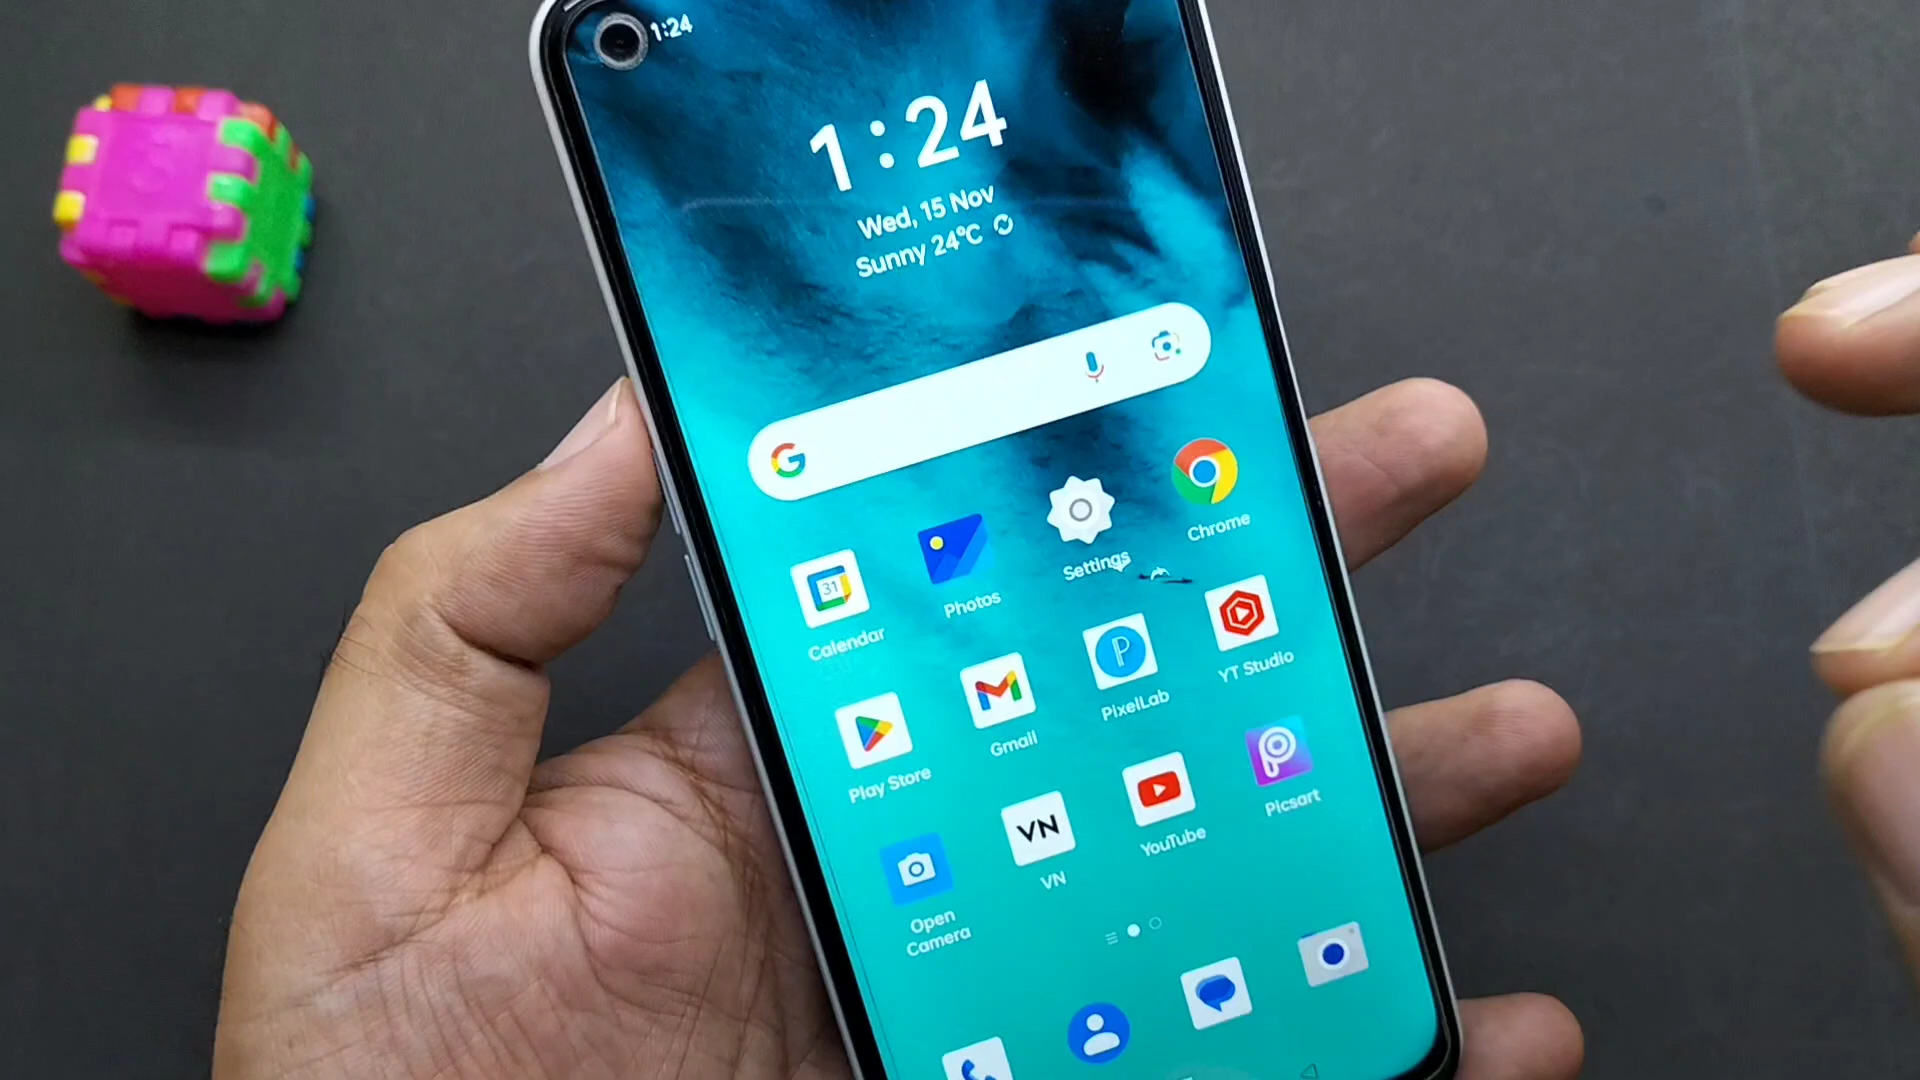 1:24
1:24
Wed, 15 Nov
Sunny 24°C
G
Chrome
Settings
Photos
31
Calendar
YT Studio
P
PixelLab
Gmail
Play Store
Picsart
YouTube
VN
VN
Open
Camera